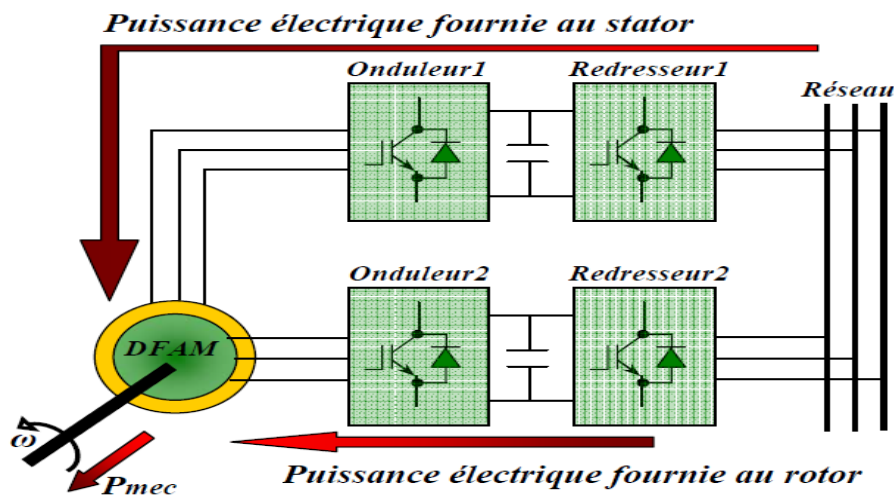 Puissance électrique fournie au stator
Onduleur1
Redresseur1
Réseau
Onduleur2
Redresseur2
DFAM
ω
Pmec
Puissance électrique fournie au rotor